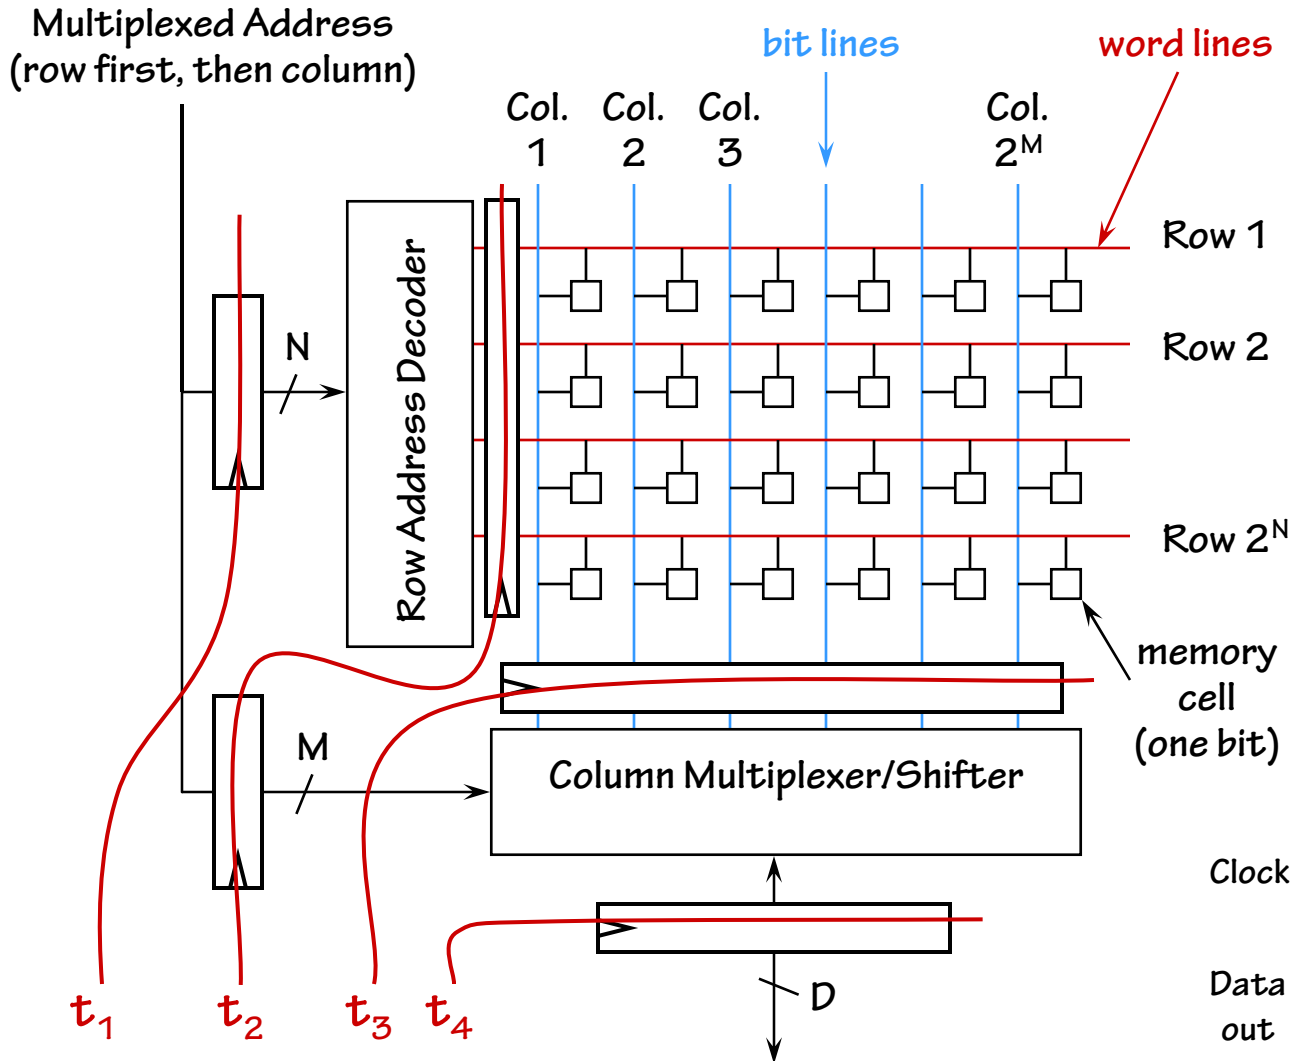 Multiplexed Address
(row first, then column)
bit lines
word lines
Col.
1
Col.
2
Col.
3
Col.
2^M
Row 1
Row 2
Row 2^N
Row Address Decoder
N
memory
cell
(one bit)
M
Column Multiplexer/Shifter
Clock
D
Data
out
t₁
t₂
t₃
t₄